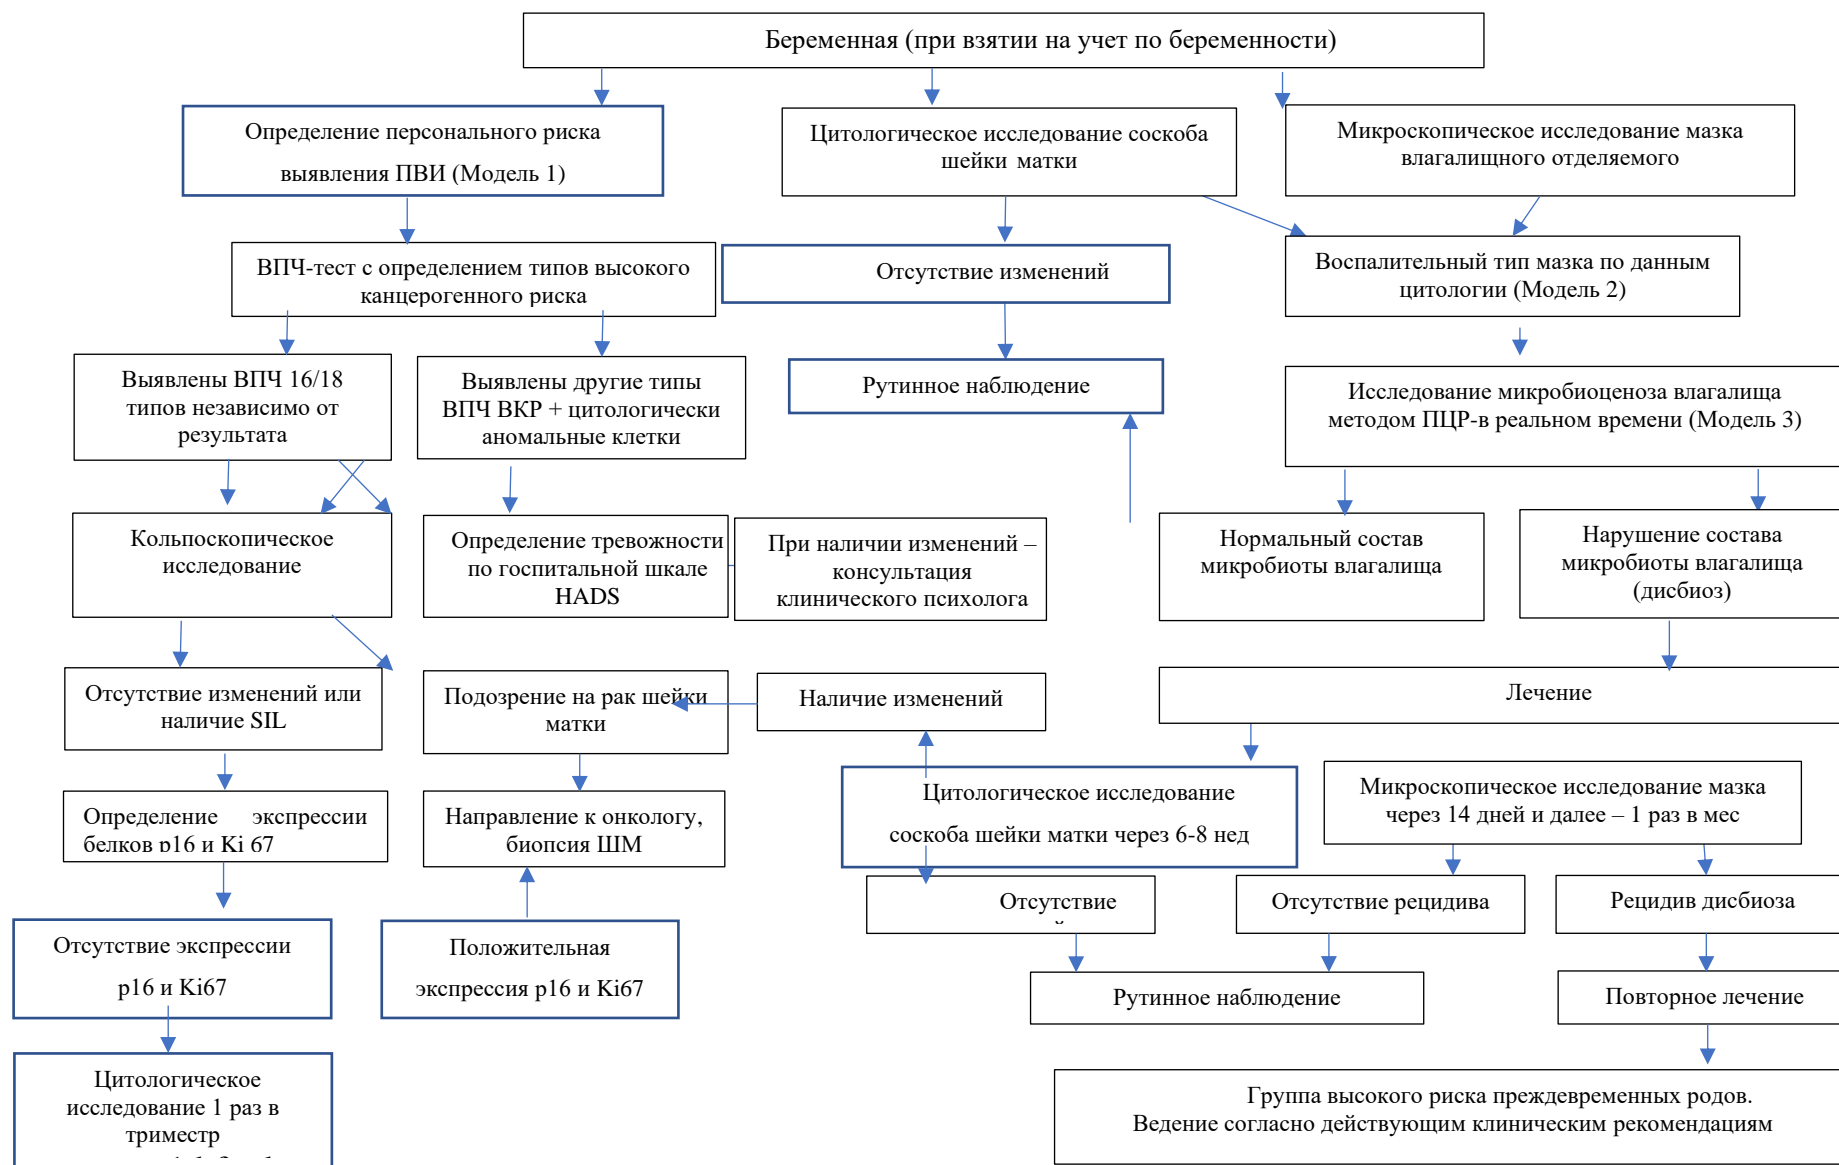 Беременная (при взятии на учет по беременности)
Определение персонального риска
выявления ПВИ (Модель 1)
Цитологическое исследование соскоба
шейки матки
Микроскопическое исследование мазка
влагалищного отделяемого
ВПЧ-тест с определением типов высокого
канцерогенного риска
Отсутствие изменений
Воспалительный тип мазка по данным
цитологии (Модель 2)
Выявлены ВПЧ 16/18
типов независимо от
результата
Выявлены другие типы
ВПЧ ВКР + цитологически
аномальные клетки
Рутинное наблюдение
Исследование микробиоценоза влагалища
методом ПЦР-в реальном времени (Модель 3)
Кольпоскопическое
исследование
Определение тревожности
по госпитальной шкале
HADS
При наличии изменений –
консультация
клинического психолога
Нормальный состав
микробиоты влагалища
Нарушение состава
микробиоты влагалища
(дисбиоз)
Отсутствие изменений или
наличие SIL
Подозрение на рак шейки
матки
Наличие изменений
Лечение
Определение экспрессии
белков p16 и Ki 67
Направление к онкологу,
биопсия ШМ
Цитологическое исследование
соскоба шейки матки через 6-8 нед
Микроскопическое исследование мазка
через 14 дней и далее – 1 раз в мес
Отсутствие
Отсутствие рецидива
Рецидив дисбиоза
Отсутствие экспрессии
p16 и Ki67
Положительная
экспрессия p16 и Ki67
Рутинное наблюдение
Повторное лечение
Цитологическое
исследование 1 раз в
триместр
Группа высокого риска преждевременных родов.
Ведение согласно действующим клиническим рекомендациям